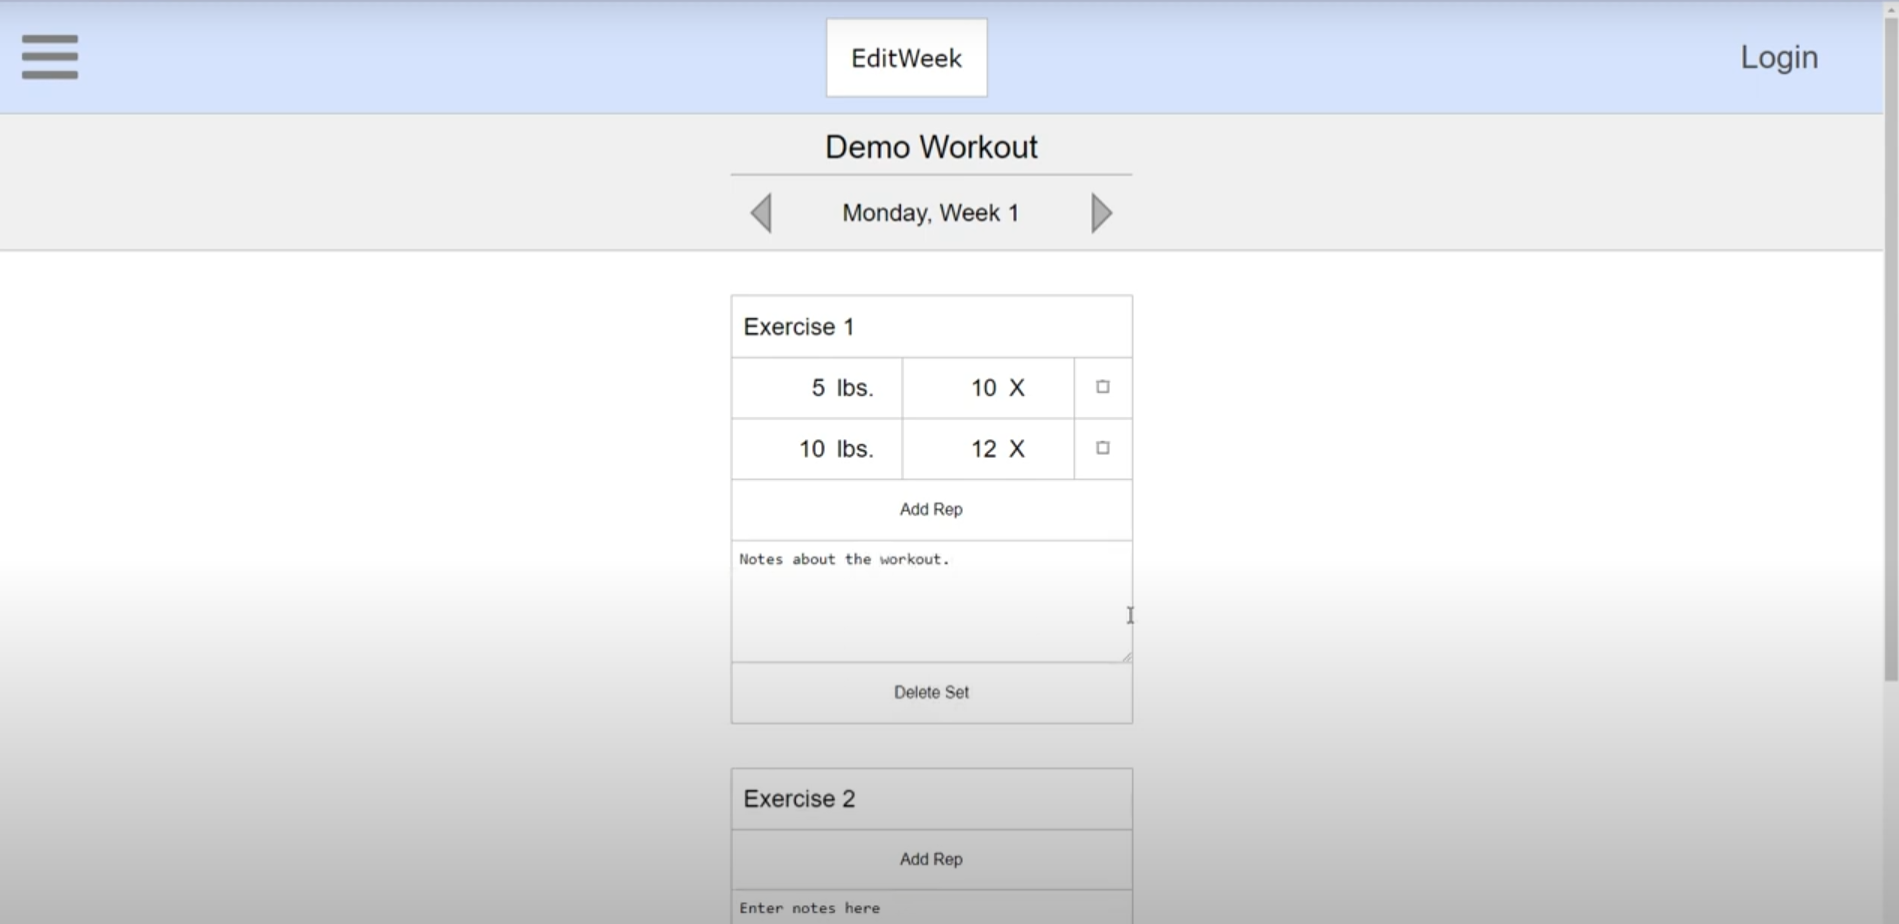 EditWeek
Login
Demo Workout
Monday, Week 1
Exercise 1
5 lbs. 10 X
10 lbs. 12 X
Add Rep
Notes about the workout.
Delete Set
Exercise 2
Add Rep
Enter notes here